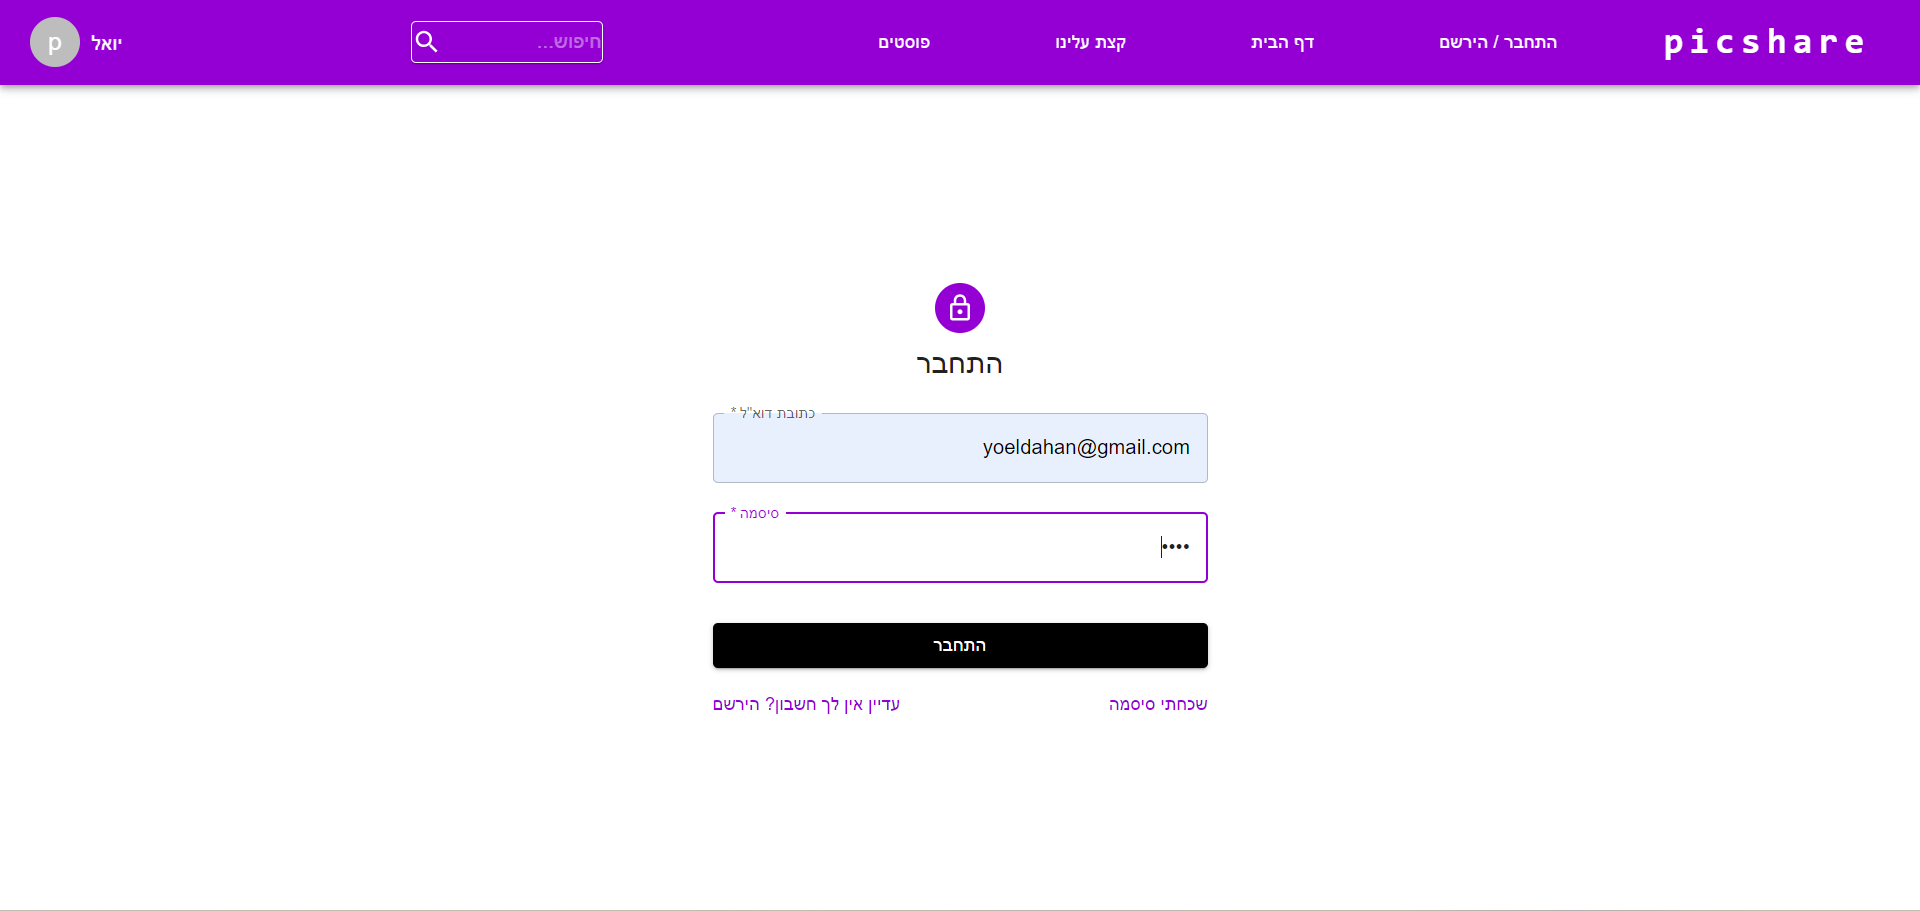 picshare
התחבר / הירשם
דף הבית
קצת עלינו
פוסטים
חיפוש...
יואל
p
התחבר
כתובת דוא"ל *
yoeldahan@gmail.com
סיסמה *
••••
התחבר
שכחתי סיסמה
עדיין אין לך חשבון? הירשם